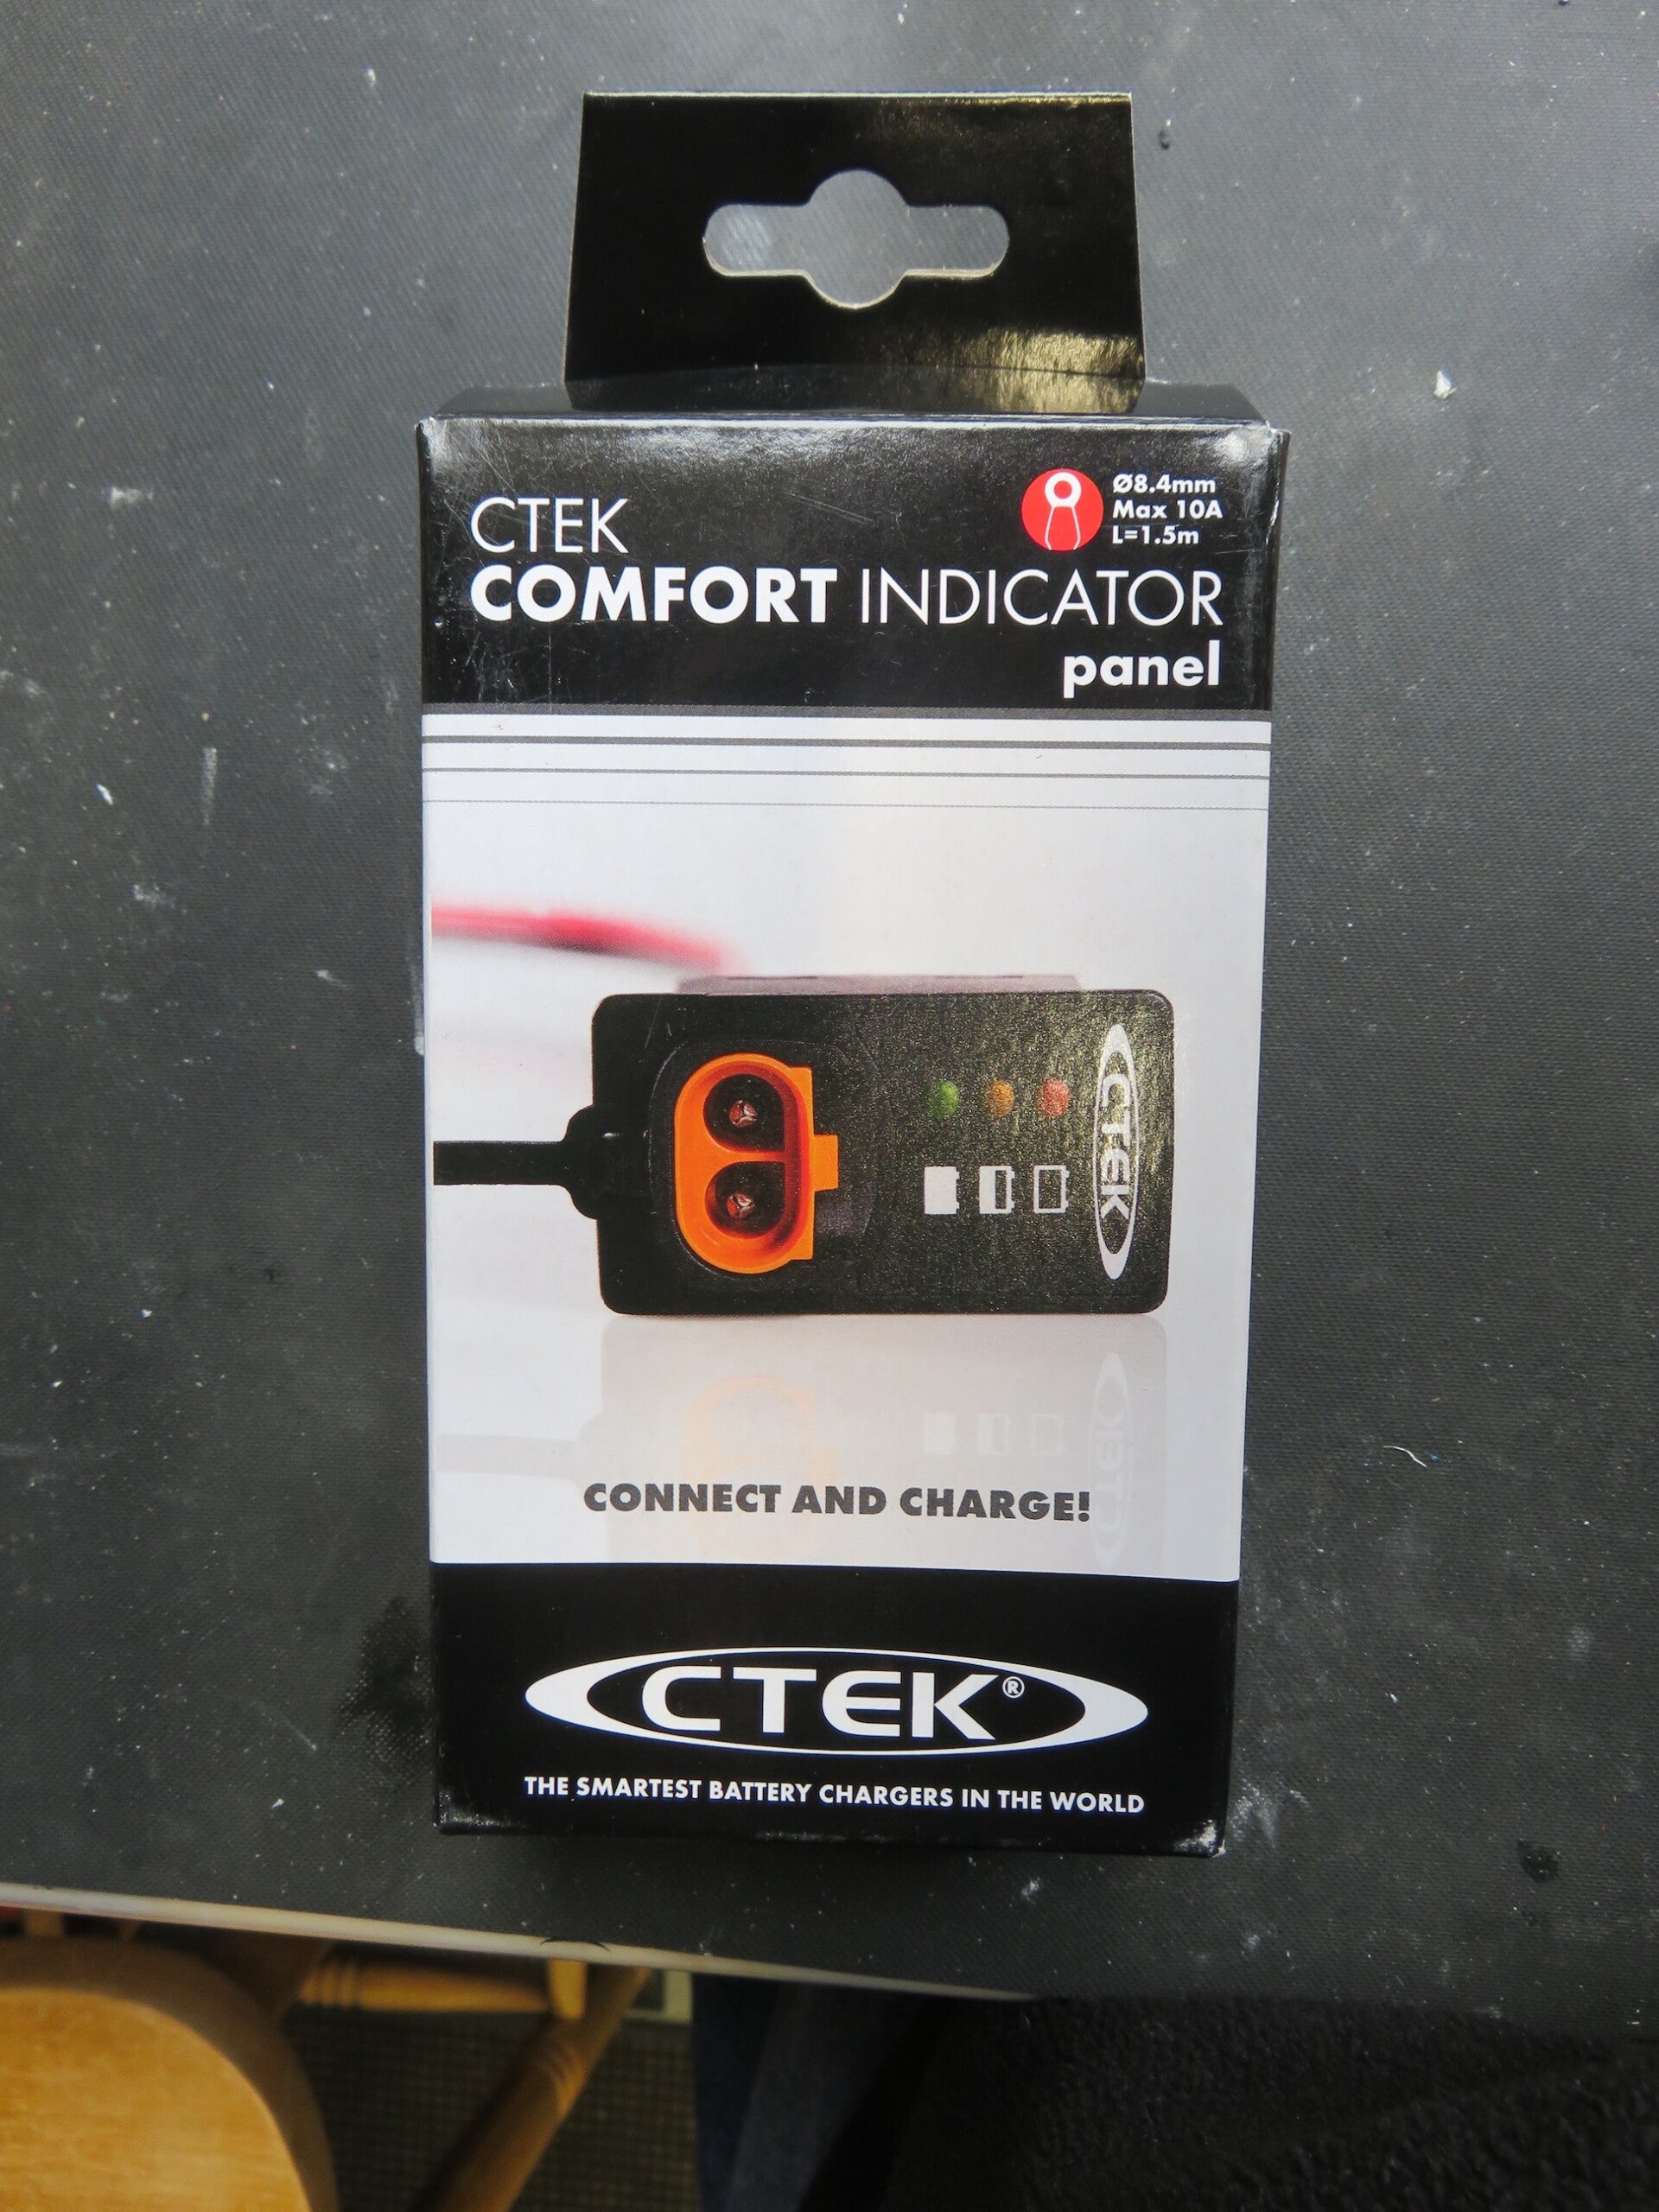 CTEK
Ø8.4mm
Max 10A
L=1.5m
COMFORT INDICATOR
panel
CTEK
CONNECT AND CHARGE!
CTEK®
THE SMARTEST BATTERY CHARGERS IN THE WORLD